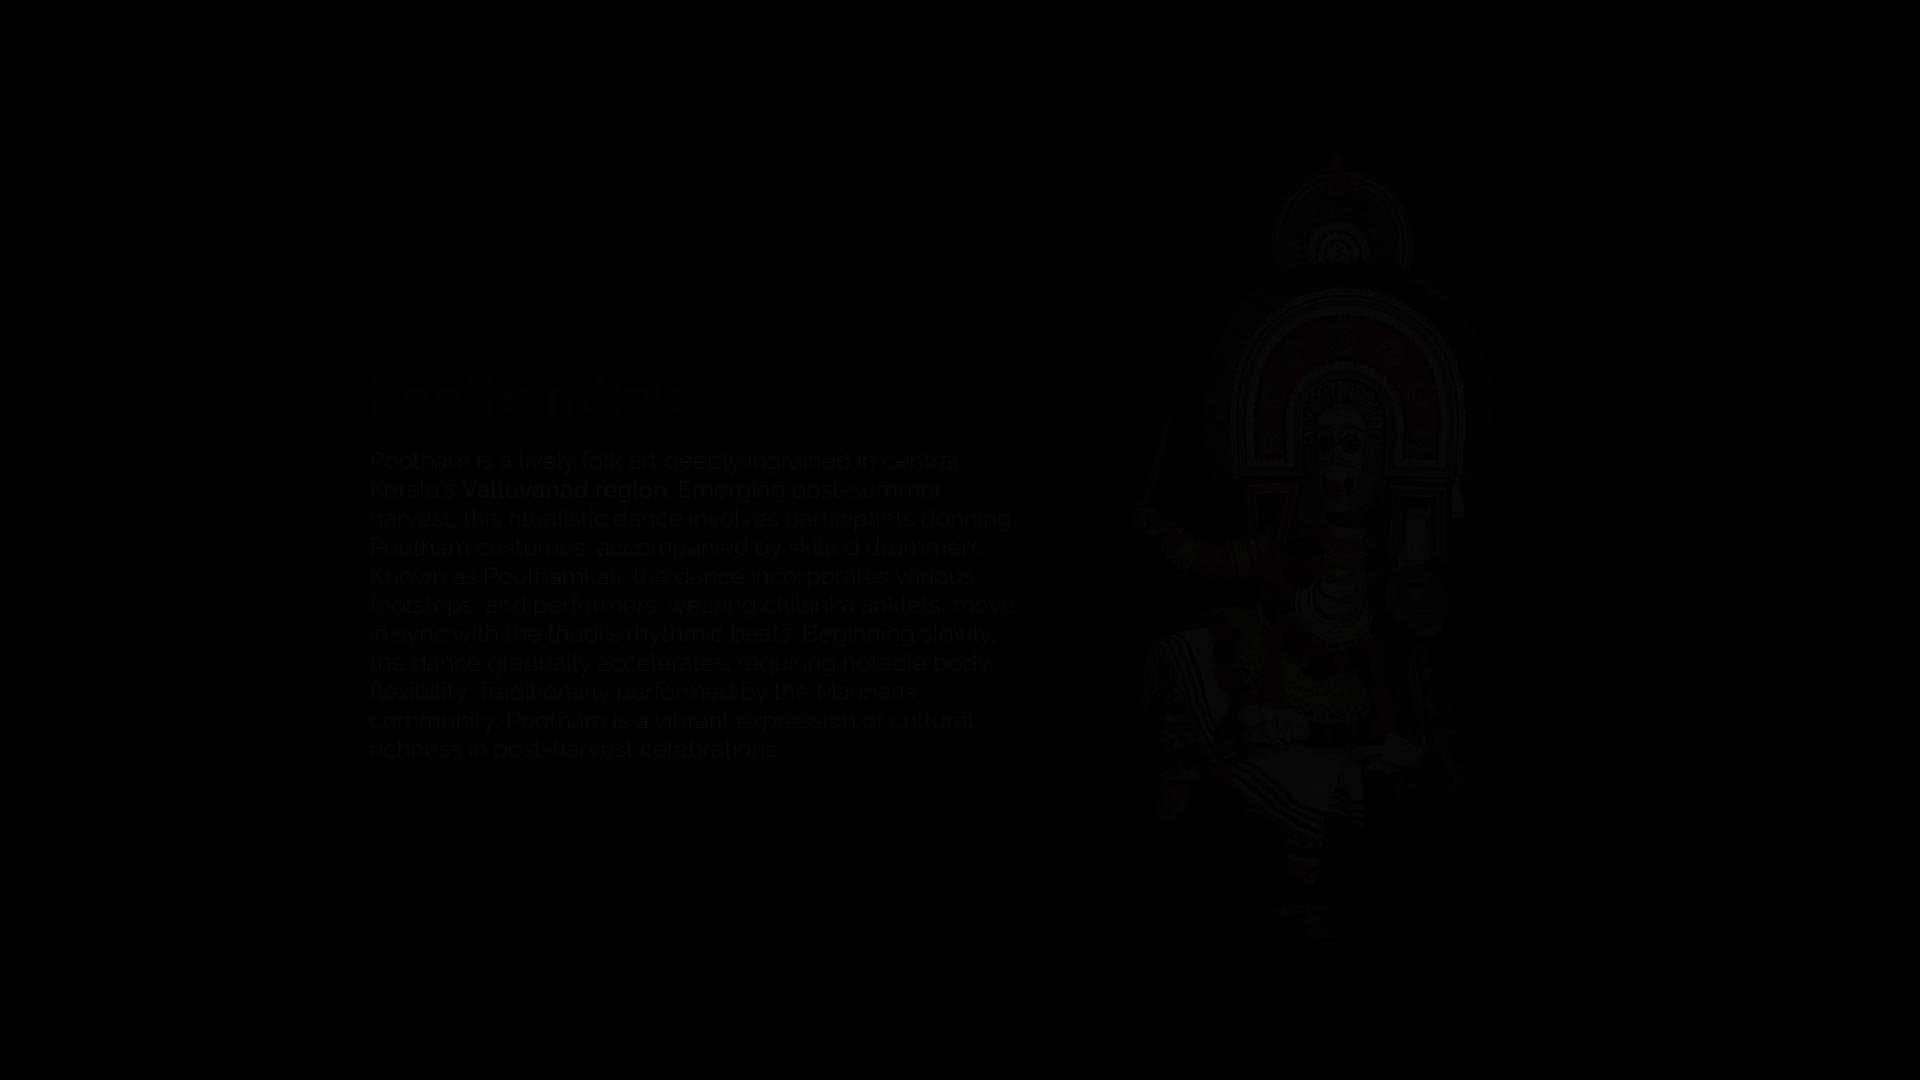 Poothamkali
Pootham is a lively folk art deeply ingrained in central
Kerala's Valluvanad region. Emerging post-summer
harvest, this ritualistic dance involves participants donning
Pootham costumes, accompanied by skilled drummers.
Known as Poothamkali, the dance incorporates various
footsteps, and performers, wearing chilanka anklets, move
in sync with the thudi's rhythmic beats. Beginning slowly,
the dance gradually accelerates, requiring notable body
flexibility. Traditionally performed by the Mannans
community, Pootham is a vibrant expression of cultural
richness in post-harvest celebrations.